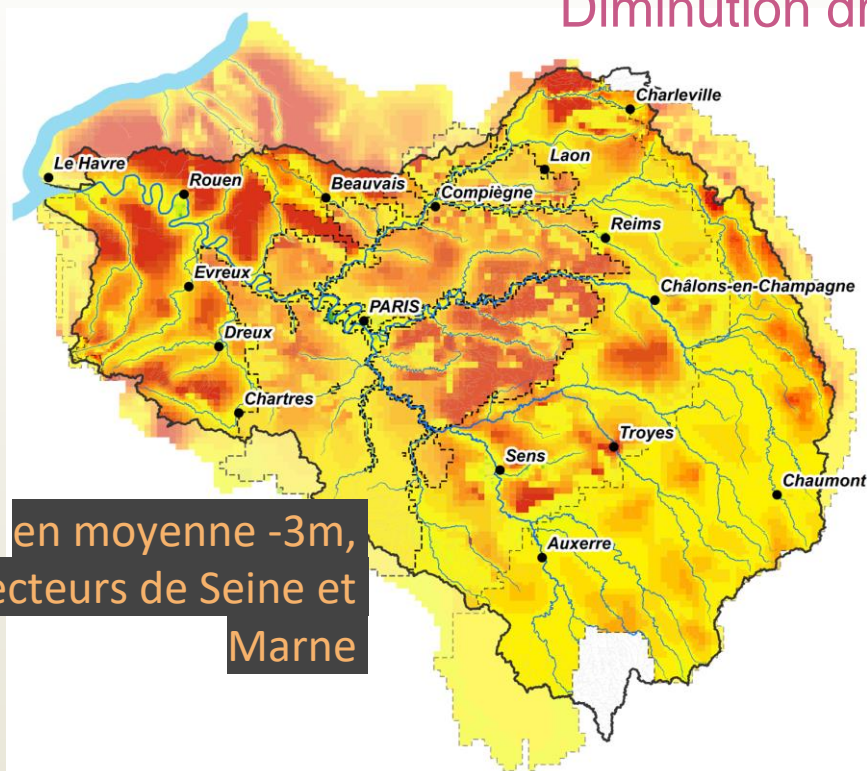 Diminution
Charleville
Le Havre
Laon
Rouen
Beauvais
Compiègne
Reims
Evreux
Châlons-en-Champagne
PARIS
Dreux
Chartres
Troyes
Sens
Chaumont
Auxerre
en moyenne -3m,
de Seine et
Marne